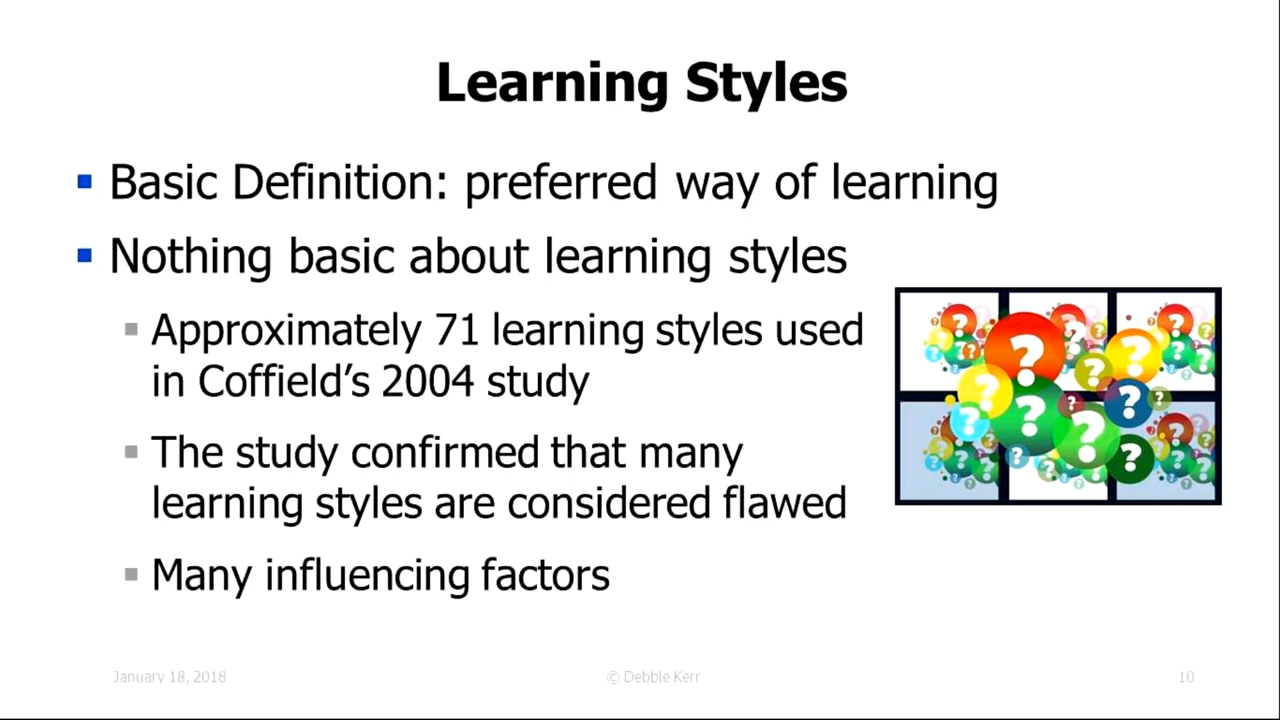 Learning Styles
Basic Definition: preferred way of learning
Nothing basic about learning styles
Approximately 71 learning styles used
in Coffield's 2004 study
The study confirmed that many
learning styles are considered flawed
Many influencing factors
January 18, 2018
© Debbie Kerr
10